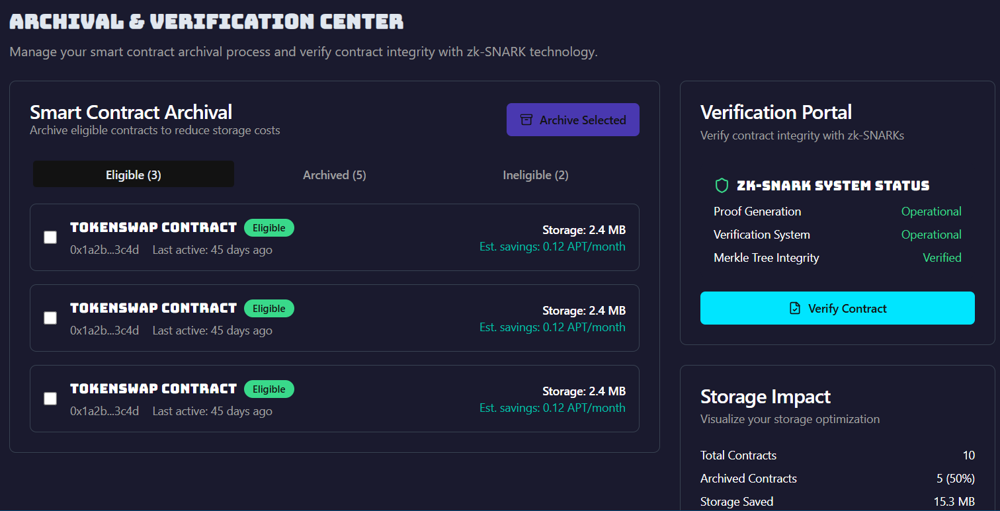 ARCHIVAL & VERIFICATION CENTER
Manage your smart contract archival process and verify contract integrity with zk-SNARK technology.
Smart Contract Archival
Archive eligible contracts to reduce storage costs
Archive Selected
Eligible (3)
Archived (5)
Ineligible (2)
TOKENSWAP CONTRACT
Eligible
0x1a2b...3c4d
Last active: 45 days ago
Storage: 2.4 MB
Est. savings: 0.12 APT/month
TOKENSWAP CONTRACT
Eligible
0x1a2b...3c4d
Last active: 45 days ago
Storage: 2.4 MB
Est. savings: 0.12 APT/month
TOKENSWAP CONTRACT
Eligible
0x1a2b...3c4d
Last active: 45 days ago
Storage: 2.4 MB
Est. savings: 0.12 APT/month
Verification Portal
Verify contract integrity with zk-SNARKs
ZK-SNARK SYSTEM STATUS
Proof Generation Operational
Verification System Operational
Merkle Tree Integrity Verified
Verify Contract
Storage Impact
Visualize your storage optimization
Total Contracts 10
Archived Contracts 5 (50%)
Storage Saved 15.3 MB